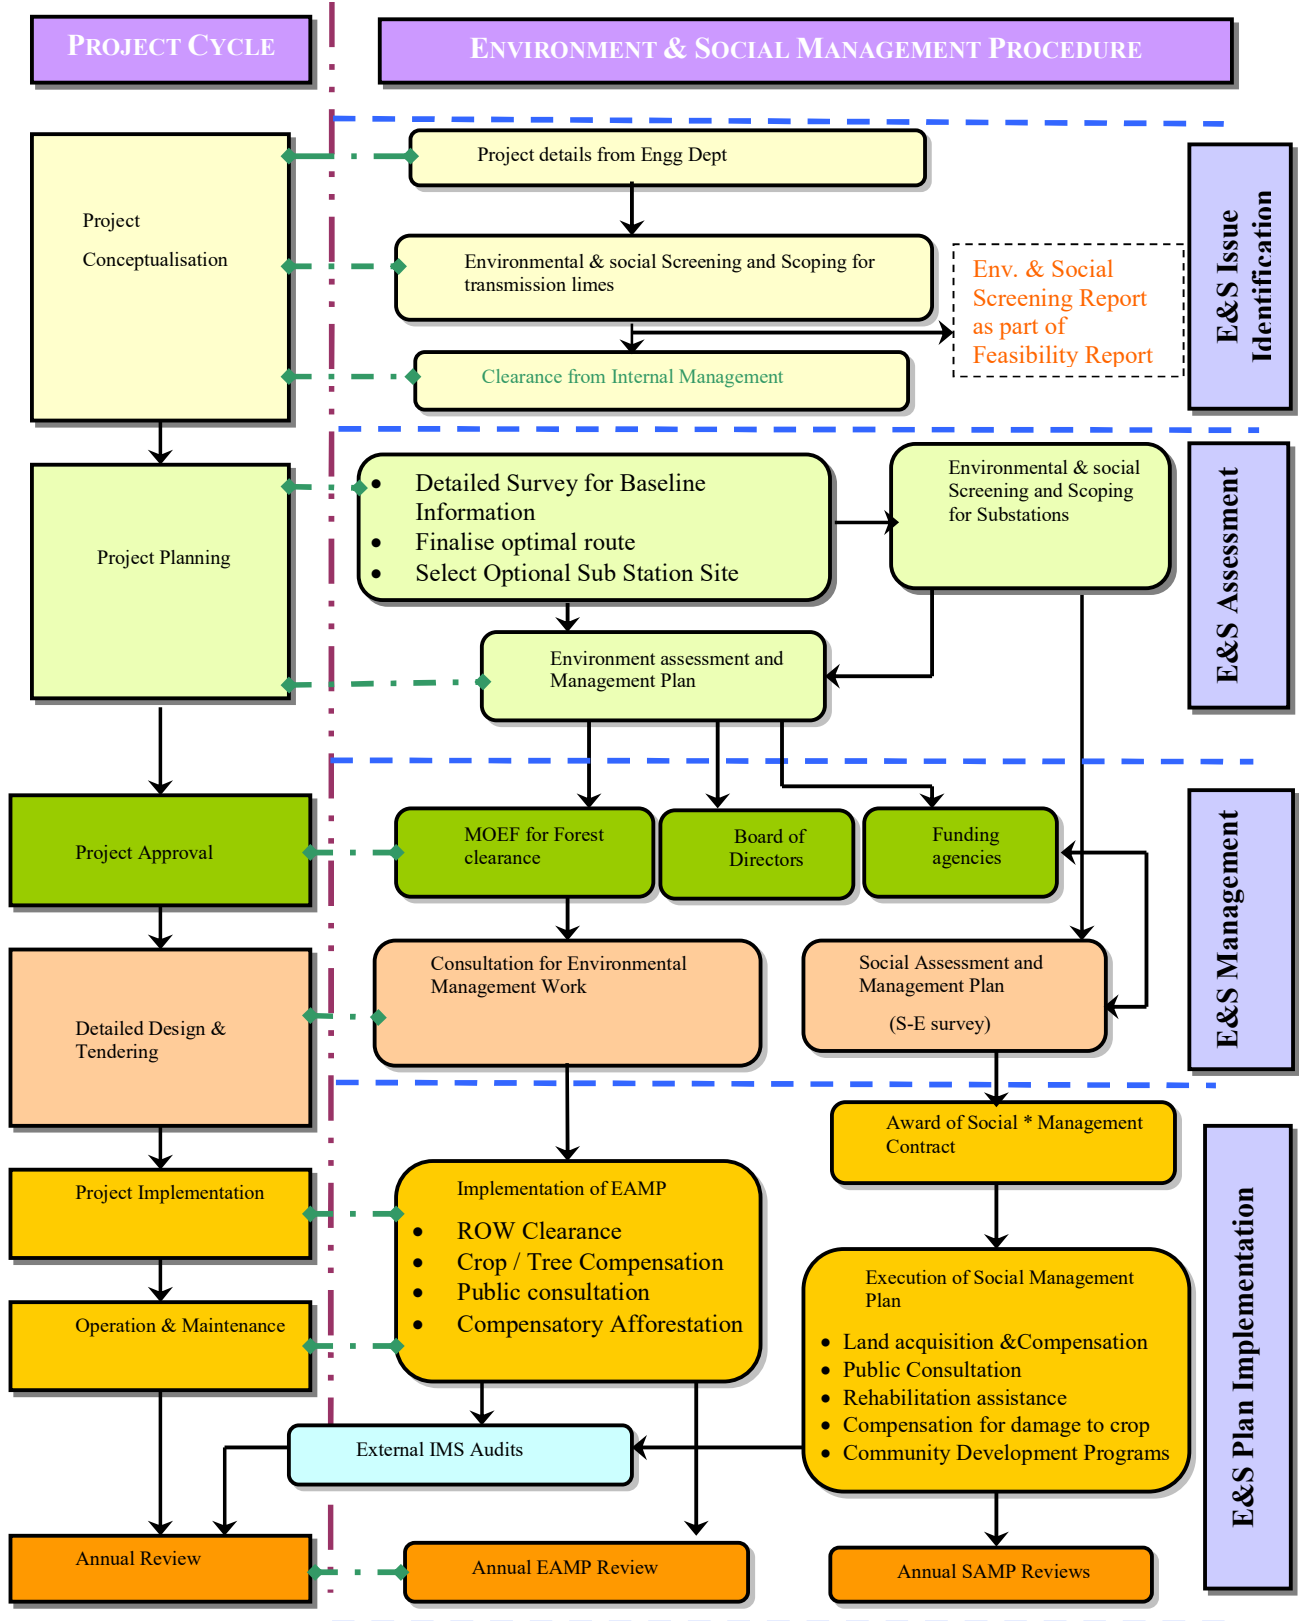 PROJECT CYCLE
ENVIRONMENT & SOCIAL MANAGEMENT PROCEDURE
Project
Conceptualisation
Project details from Engg Dept
Environmental & social Screening and Scoping for
transmission limes
Env. & Social
Screening Report
as part of
Feasibility Report
Clearance from Internal Management
E&S Issue
Identification
Project Planning
• Detailed Survey for Baseline
Information
• Finalise optimal route
• Select Optional Sub Station Site
Environmental & social
Screening and Scoping
for Substations
Environment assessment and
Management Plan
E&S Assessment
Project Approval
MOEF for Forest
clearance
Board of
Directors
Funding
agencies
Detailed Design &
Tendering
Consultation for Environmental
Management Work
Social Assessment and
Management Plan
(S-E survey)
E&S Management
Award of Social * Management
Contract
Project Implementation
Operation & Maintenance
Implementation of EAMP
• ROW Clearance
• Crop / Tree Compensation
• Public consultation
• Compensatory Afforestation
Execution of Social Management
Plan
• Land acquisition &Compensation
• Public Consultation
• Rehabilitation assistance
• Compensation for damage to crop
• Community Development Programs
External IMS Audits
E&S Plan Implementation
Annual Review
Annual EAMP Review
Annual SAMP Reviews